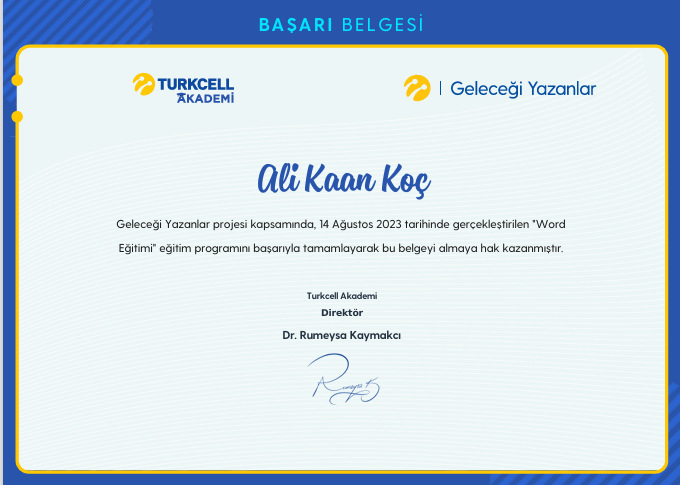 BAŞARI BELGESİ
TURKCELL
AKADEMİ
Geleceği Yazanlar
Ali Kaan Koç
Geleceği Yazanlar projesi kapsamında, 14 Ağustos 2023 tarihinde gerçekleştirilen "Word
Eğitimi" eğitim programını başarıyla tamamlayarak bu belgeyi almaya hak kazanmıştır.
Turkcell Akademi
Direktör
Dr. Rumeysa Kaymakcı
Rumeysa K